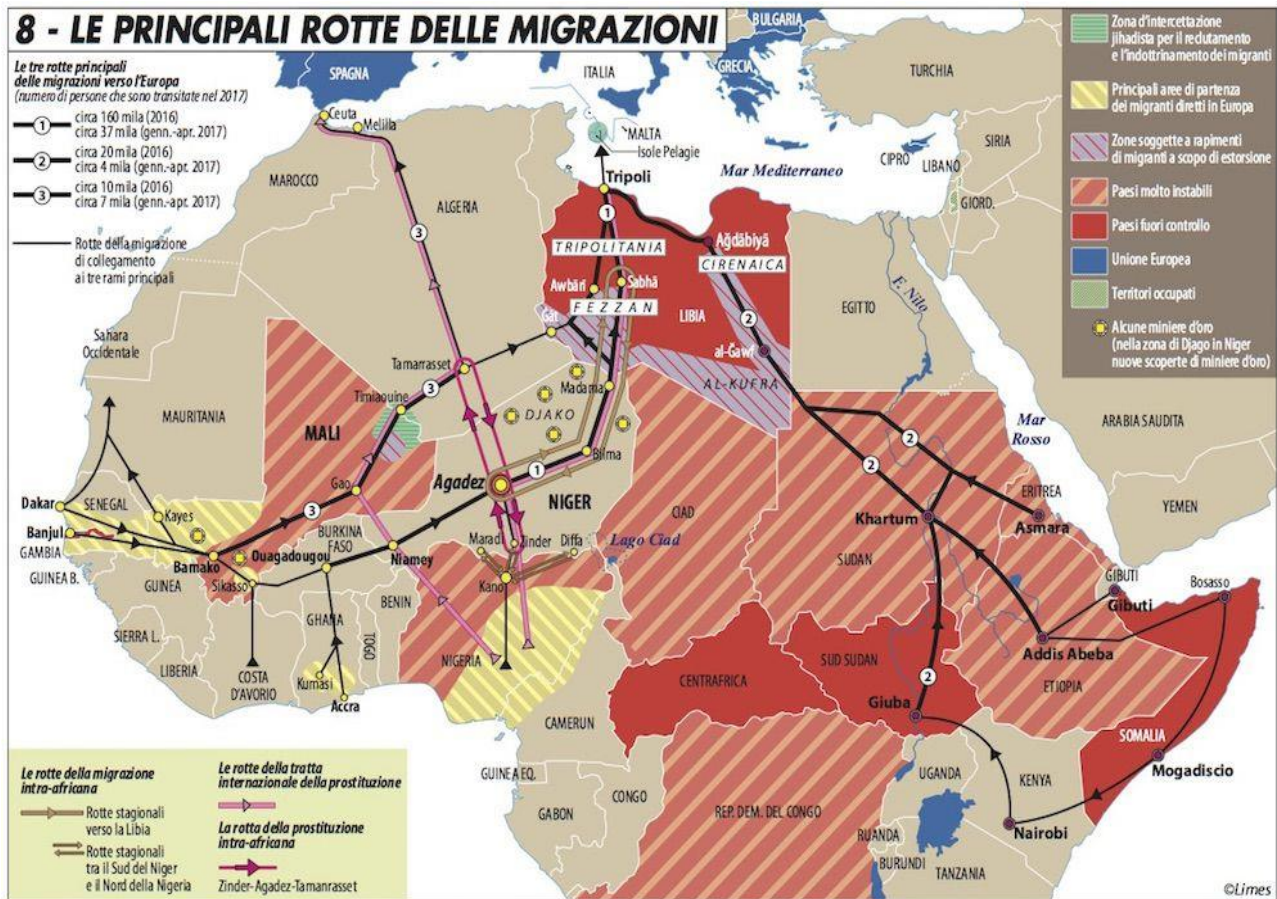 8 - LE PRINCIPALI ROTTE DELLE MIGRAZIONI
Le tre rotte principali
delle migrazioni verso l'Europa
(numero di persone che sono transitate nel 2017)
1
circa 160 mila (2016)
circa 37 mila (genn.-apr. 2017)
2
circa 20 mila (2016)
circa 4 mila (genn.-apr. 2017)
3
circa 10 mila (2016)
circa 7 mila (genn.-apr. 2017)
Rotte della migrazione
di collegamento
ai tre rami principali
Zona d'intercettazione
jihadista per il reclutamento
e l'indottrinamento dei migranti
Principali aree di partenza
dei migranti diretti in Europa
Zone soggette a rapimenti
di migranti a scopo di estorsione
Paesi molto instabili
Paesi fuori controllo
Unione Europea
Territori occupati
Alcune miniere d'oro
(nella zona di Djago in Niger
nuove scoperte di miniere d'oro)
BULGARIA
SPAGNA
ITALIA
GRECIA
TURCHIA
Ceuta
Melilla
MALTA
Isole Pelagie
CIPRO
LIBANO
SIRIA
GIORD.
Mar Mediterraneo
Tripoli
MAROCCO
ALGERIA
3
1
TRIPOLITANIA
Ağdābiyā
CIRENAICA
Awbāri
Sabhā
FEZZAN
LIBIA
2
EGITTO
F. Nilo
Gāt
al-Ğawf
AL-KUFRA
Sahara
Occidentale
Tamarrasset
Timiaouine
3
Madama
DJAKO
MAURITANIA
MALI
Mar
Rosso
ARABIA SAUDITA
Bilma
1
Agadez
NIGER
2
2
Gao
3
Dakar
SENEGAL
Kayes
Banjul
GAMBIA
Bamako
BURKINA
FASO
Ouagadougou
Niamey
Maradi
Zinder
Diffa
Lago Ciad
CIAD
Khartum
SUDAN
ERITREA
Asmara
YEMEN
GUINEA B.
GUINEA
Sikasso
Kano
BENIN
GHANA
TOGO
NIGERIA
SIERRA L.
LIBERIA
COSTA
D'AVORIO
Kumasi
Accra
GIBUTI
Gibuti
Bosasso
Addis Abeba
ETIOPIA
SUD SUDAN
2
Giuba
CENTRAFRICA
CAMERUN
SOMALIA
Mogadiscio
GUINEA EQ.
GABON
CONGO
REP. DEM. DEL CONGO
UGANDA
KENYA
Nairobi
RUANDA
BURUNDI
TANZANIA
Le rotte della migrazione
intra-africana
Rotte stagionali
verso la Libia
Rotte stagionali
tra il Sud del Niger
e il Nord della Nigeria
Le rotte della tratta
internazionale della prostituzione
La rotta della prostituzione
intra-africana
Zinder-Agadez-Tamanrasset
©Limes